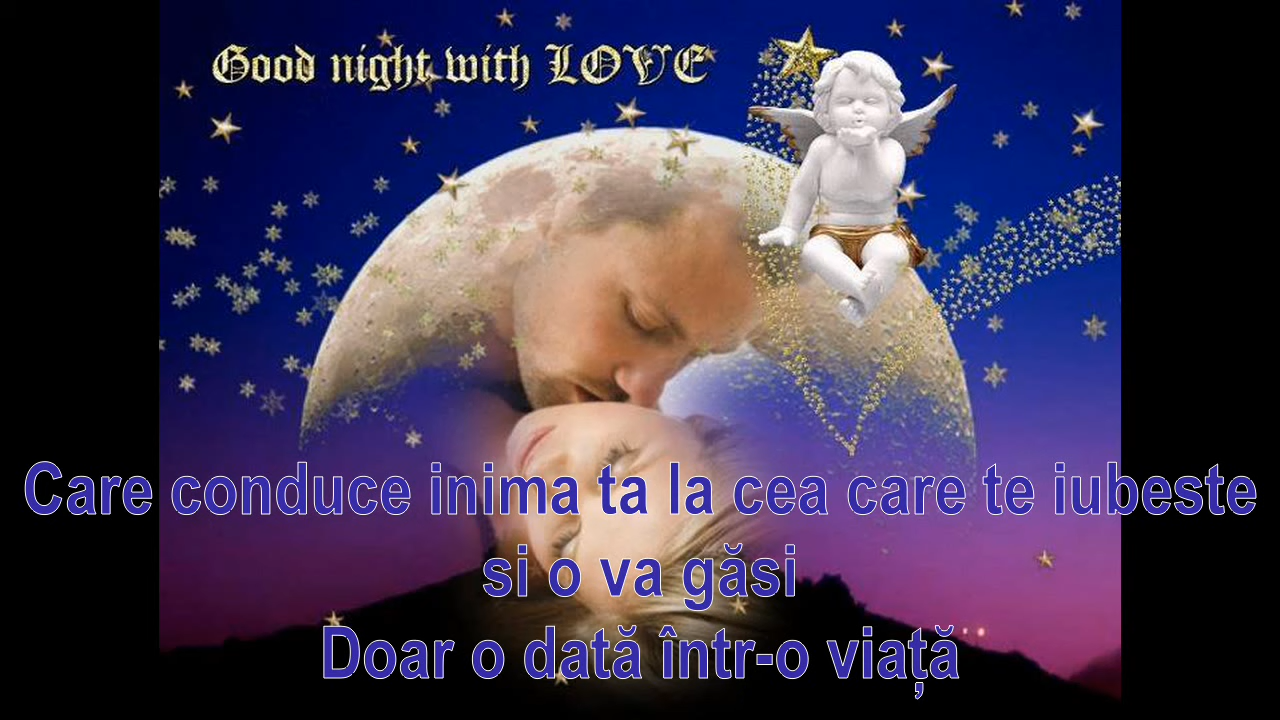 Good night with LOVE
Care conduce inima ta la cea care te iubeste
si o va găsi
Doar o dată într-o viață